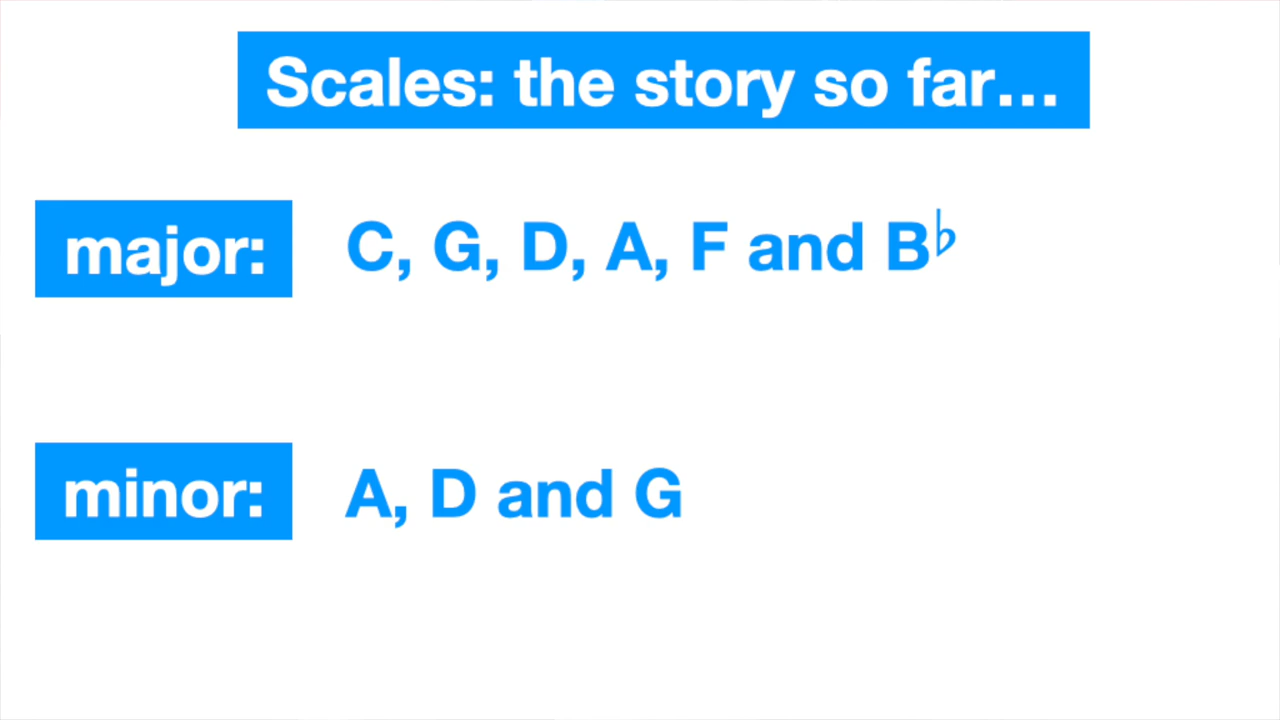 Scales: the story so far...
major: C, G, D, A, F and B♭
minor: A, D and G